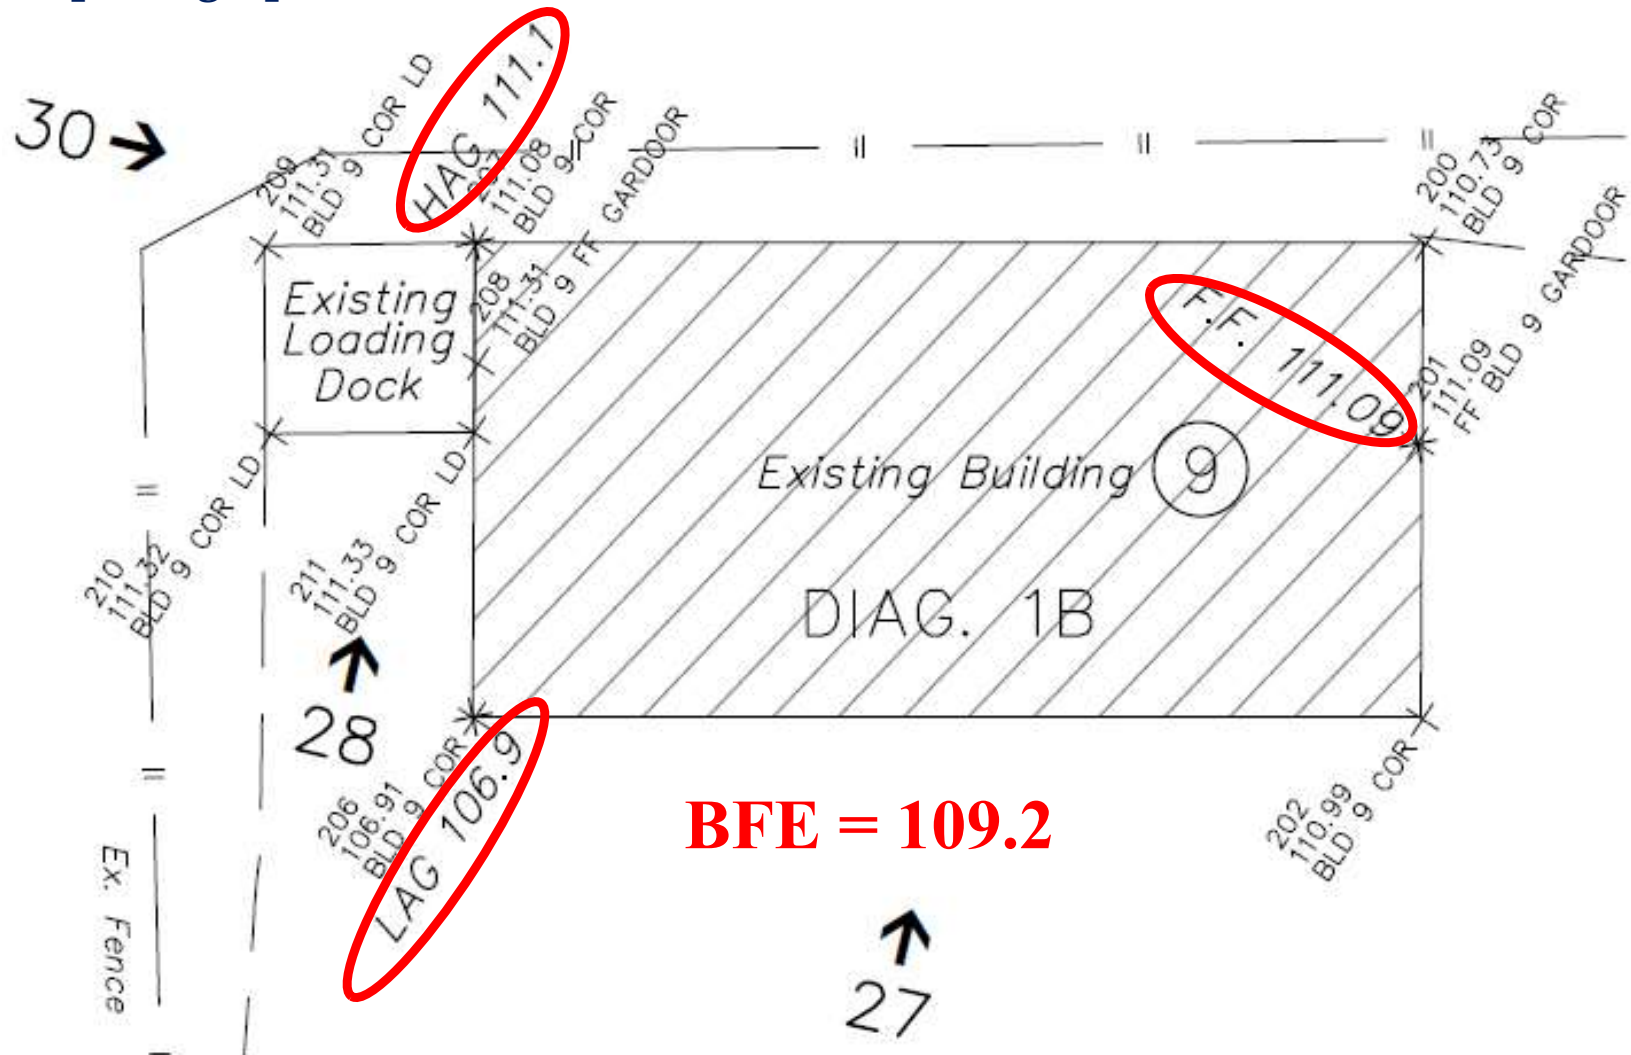 30
209
111.31
BLD 9 COR LD
HAG 111.1
207
111.08
BLD 9 COR
208
111.31
BLD 9 FF GARDOOR
200
110.73
BLD 9 COR
Existing
Loading
Dock
F.F. 111.09
201
111.09
FF BLD 9 GARDOOR
Existing Building 9
DIAG. 1B
210
111.32
BLD 9 COR LD
211
111.33
BLD 9 COR LD
28
206
106.91
BLD 9 COR
LAG 106.9
BFE = 109.2
202
110.99
BLD 9 COR
Ex. Fence
27